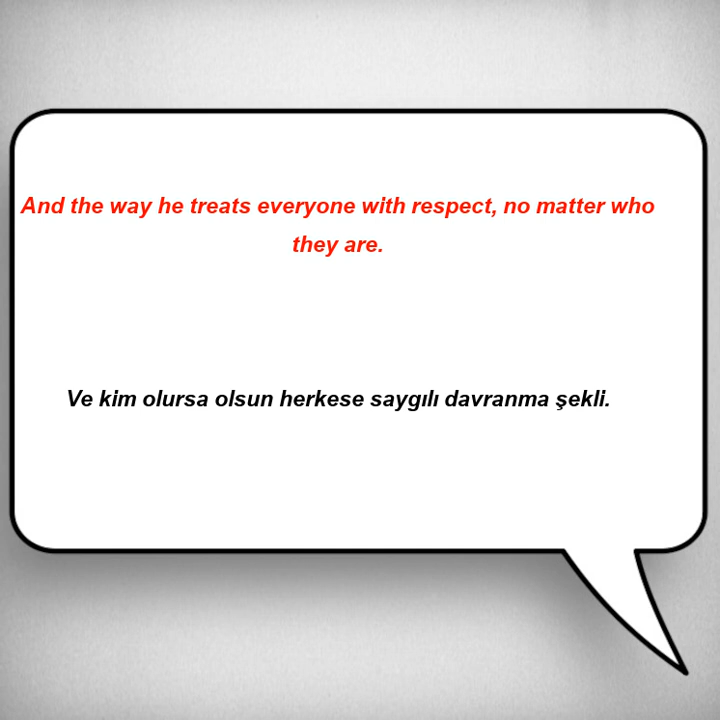 And the way he treats everyone with respect, no matter who
they are.
Ve kim olursa olsun herkese saygılı davranma şekli.